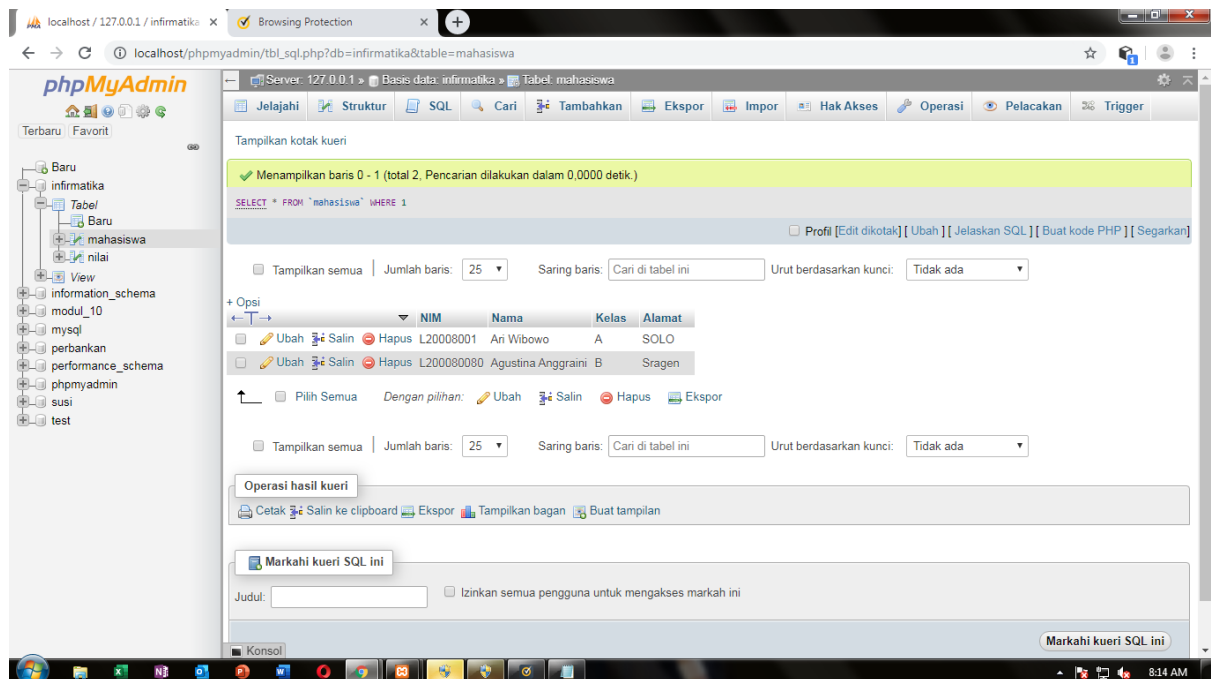 localhost / 127.0.0.1 / infirmatika
Browsing Protection
localhost/phpmyadmin/tbl_sql.php?db=infirmatika&table=mahasiswa
phpMyAdmin
Terbaru Favorit
Baru
infirmatika
Tabel
Baru
mahasiswa
nilai
View
information_schema
modul_10
mysql
perbankan
performance_schema
phpmyadmin
susi
test
Server: 127.0.0.1 » Basis data: infirmatika » Tabel: mahasiswa
Jelajahi Struktur SQL Cari Tambahkan Ekspor Impor Hak Akses Operasi Pelacakan Trigger
Tampilkan kotak kueri
Menampilkan baris 0 - 1 (total 2, Pencarian dilakukan dalam 0,0000 detik.)
SELECT * FROM `mahasiswa` WHERE 1
Profil [Edit dikotak] [ Ubah ] [ Jelaskan SQL ] [ Buat kode PHP ] [ Segarkan]
Tampilkan semua Jumlah baris: 25 Saring baris: Cari di tabel ini Urut berdasarkan kunci: Tidak ada
+ Opsi
←T→ NIM Nama Kelas Alamat
Ubah Salin Hapus L20008001 Ari Wibowo A SOLO
Ubah Salin Hapus L200080080 Agustina Anggraini B Sragen
Pilih Semua Dengan pilihan: Ubah Salin Hapus Ekspor
Tampilkan semua Jumlah baris: 25 Saring baris: Cari di tabel ini Urut berdasarkan kunci: Tidak ada
Operasi hasil kueri
Cetak Salin ke clipboard Ekspor Tampilkan bagan Buat tampilan
Markahi kueri SQL ini
Judul: Izinkan semua pengguna untuk mengakses markah ini
Markahi kueri SQL ini
Konsol
8:14 AM